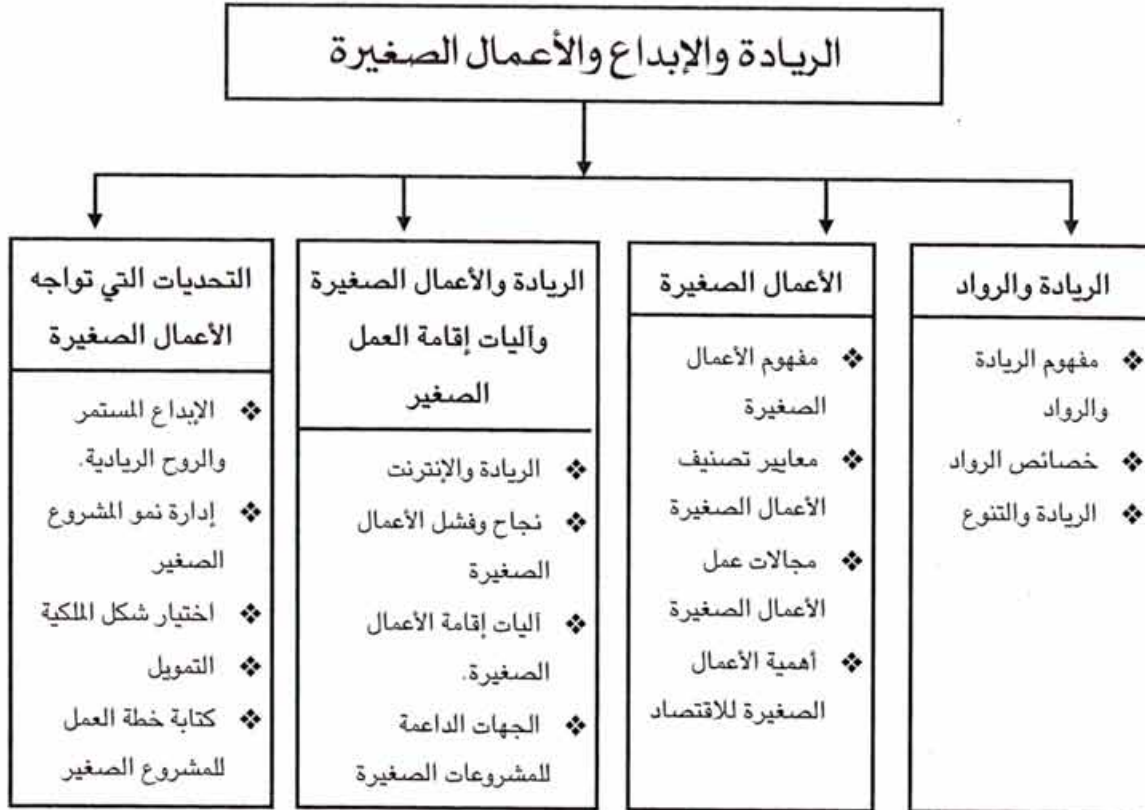 الريادة والإبداع والأعمال الصغيرة
الريادة والرواد
❖ مفهوم الريادة
والرواد
❖ خصائص الرواد
❖ الريادة والتنوع
الأعمال الصغيرة
❖ مفهوم الأعمال
الصغيرة
❖ معايير تصنيف
الأعمال الصغيرة
❖ مجالات عمل
الأعمال الصغيرة
❖ أهمية الأعمال
الصغيرة للاقتصاد
الريادة والأعمال الصغيرة
وآليات إقامة العمل
الصغير
❖ الريادة والإنترنت
❖ نجاح وفشل الأعمال
الصغيرة
❖ آليات إقامة الأعمال
الصغيرة.
❖ الجهات الداعمة
للمشروعات الصغيرة
التحديات التي تواجه
الأعمال الصغيرة
❖ الإبداع المستمر
والروح الريادية.
❖ إدارة نمو المشروع
الصغير
❖ اختيار شكل الملكية
❖ التمويل
❖ كتابة خطة العمل
للمشروع الصغير